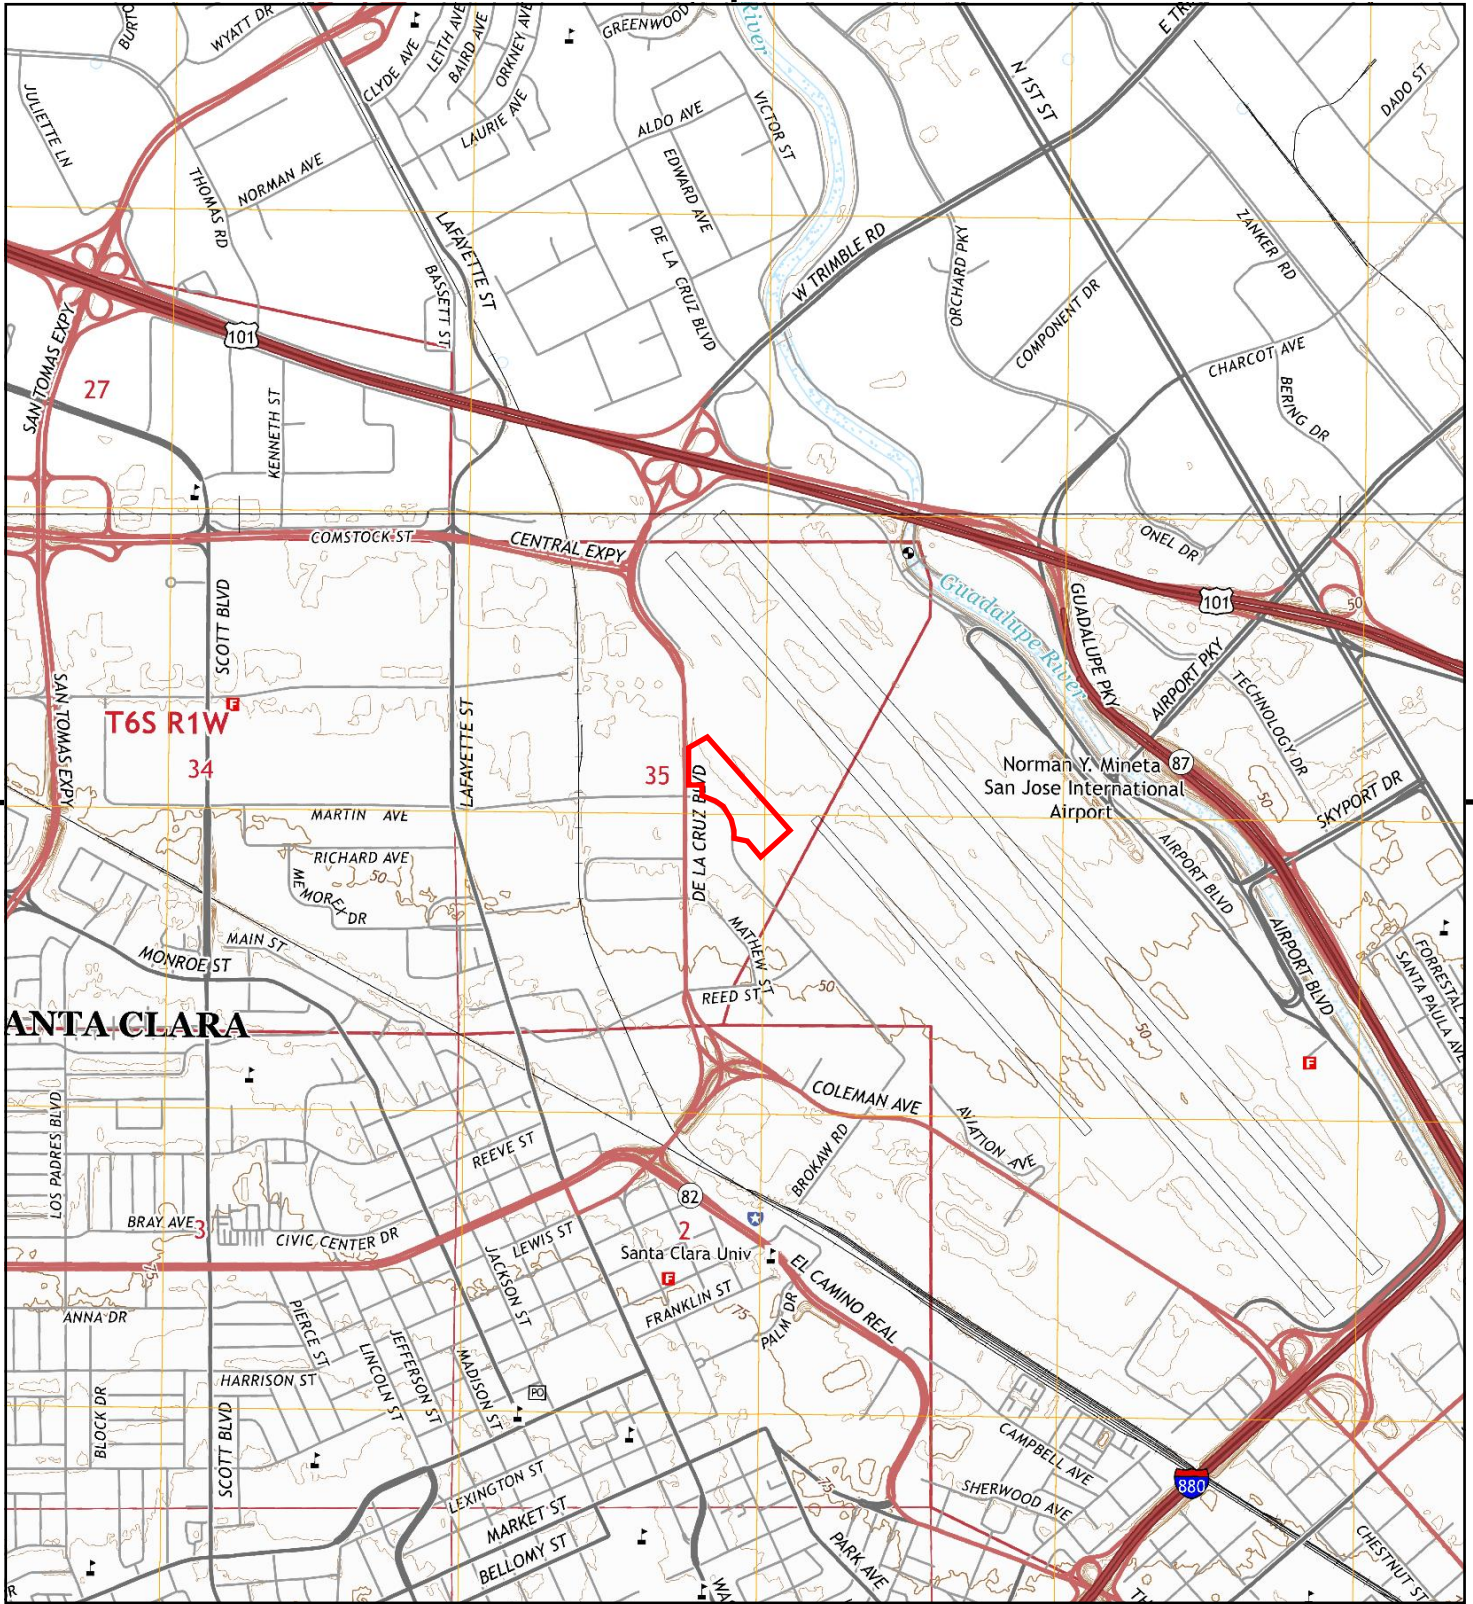 BURTO
WYATT DR
CLYDE AVE
LEITH AVE
BAIRD AVE
ORKNEY AVE
GREENWOOD
River
E TRI
N 1ST ST
DADO ST
JULIETTE LN
LAURIE AVE
ALDO AVE
VICTOR ST
THOMAS RD
NORMAN AVE
EDWARD AVE
LAFAYETTE ST
DE LA CRUZ BLVD
W TRIMBLE RD
ORCHARD PKY
ZANKER RD
BASSETT ST
COMPONENT DR
SAN TOMAS EXPY
101
CHARCOT AVE
27
KENNETH ST
BERING DR
COMSTOCK ST
CENTRAL EXPY
ONEL DR
SCOTT BLVD
Guadalupe River
GUADALUPE PKY
101
50
AIRPORT PKY
TECHNOLOGY DR
SAN TOMAS EXPY
F
T6S R1W
LAFAYETTE ST
34
35
DE LA CRUZ BLVD
Norman Y. Mineta
San Jose International
Airport
87
50
SKYPORT DR
MARTIN AVE
RICHARD AVE
50
MEMOREX DR
AIRPORT BLVD
MATHEW ST
MAIN ST
MONROE ST
REED ST
50
AIRPORT BLVD
FORRESTAL
SANTA PAULA AVE
ANTA CLARA
50
F
LOS PADRES BLVD
COLEMAN AVE
AVIATION AVE
REEVE ST
BROKAW RD
82
BRAY AVE
3
CIVIC CENTER DR
LEWIS ST
2
Santa Clara Univ
F
JACKSON ST
EL CAMINO REAL
75
ANNA DR
PIERCE ST
FRANKLIN ST
75
PALM DR
LINCOLN ST
JEFFERSON ST
MADISON ST
HARRISON ST
PO
BLOCK DR
SCOTT BLVD
CAMPBELL AVE
LEXINGTON ST
75
SHERWOOD AVE
880
MARKET ST
BELLOMY ST
PARK AVE
CHESTNUT ST
R
WA
TH